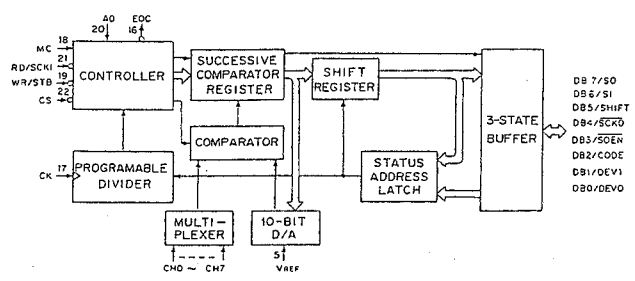 A0 EOC
20 16
18
MC
21
RD/SCKI
19
WR/STB
22
CS
CONTROLLER
SUCCESSIVE
COMPARATOR
REGISTER
SHIFT
REGISTER
3-STATE
BUFFER
DB7/SO
DB6/SI
DB5/SHIFT
DB4/SCKO
DB3/SOEN
DB2/CODE
DB1/DEV1
DB0/DEV0
COMPARATOR
17
CK
PROGRAMABLE
DIVIDER
STATUS
ADDRESS
LATCH
MULTI-
PLEXER
10-BIT
D/A
CH0 ~ CH7
5
VREF